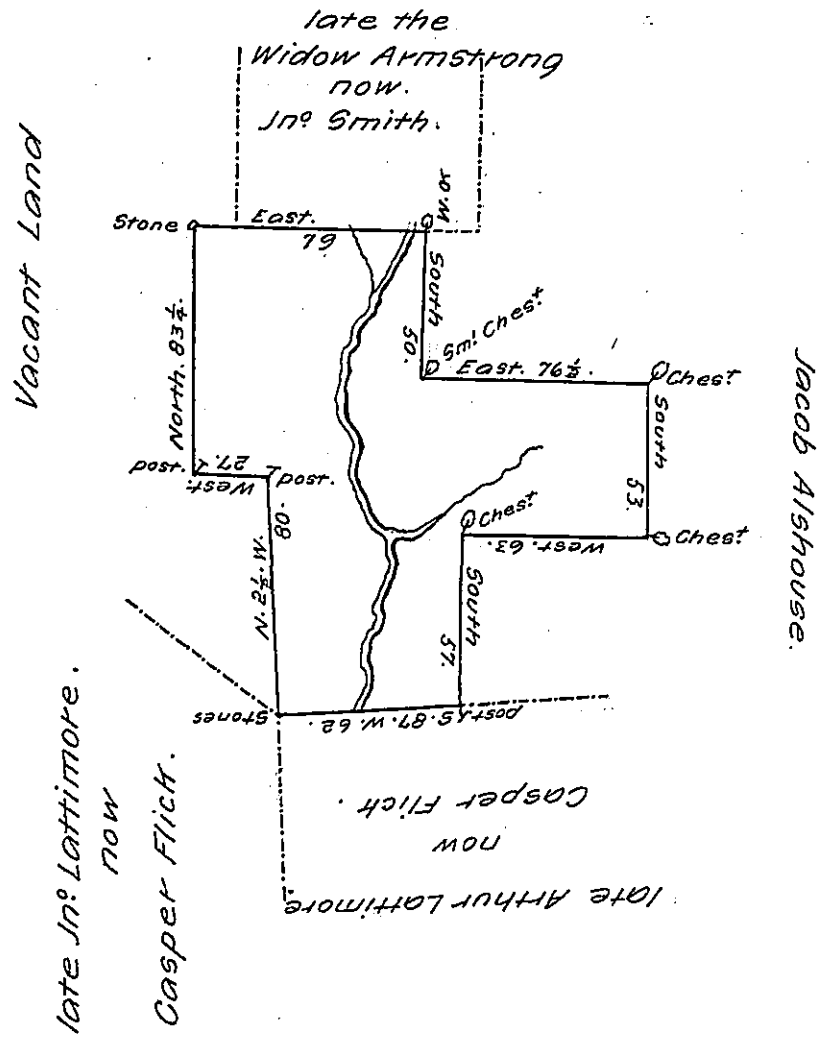 late the
Widow Armstrong
now.
Jnº Smith.
Vacant Land
Stone
East.
79
W. O
South
50.
Sml Chest
East. 76½.
Chest
South
53.
Chest
West. 63.
Chest
South
57.
post
S. 87. W. 62.
Stones
N. 2½. W.
80.
post.
West.
27.
post.
North. 83¼.
Jacob Alshouse.
late Jnº Lattimore.
now
Casper Flick.
late Arthur Lattimore.
now
Casper Flick.